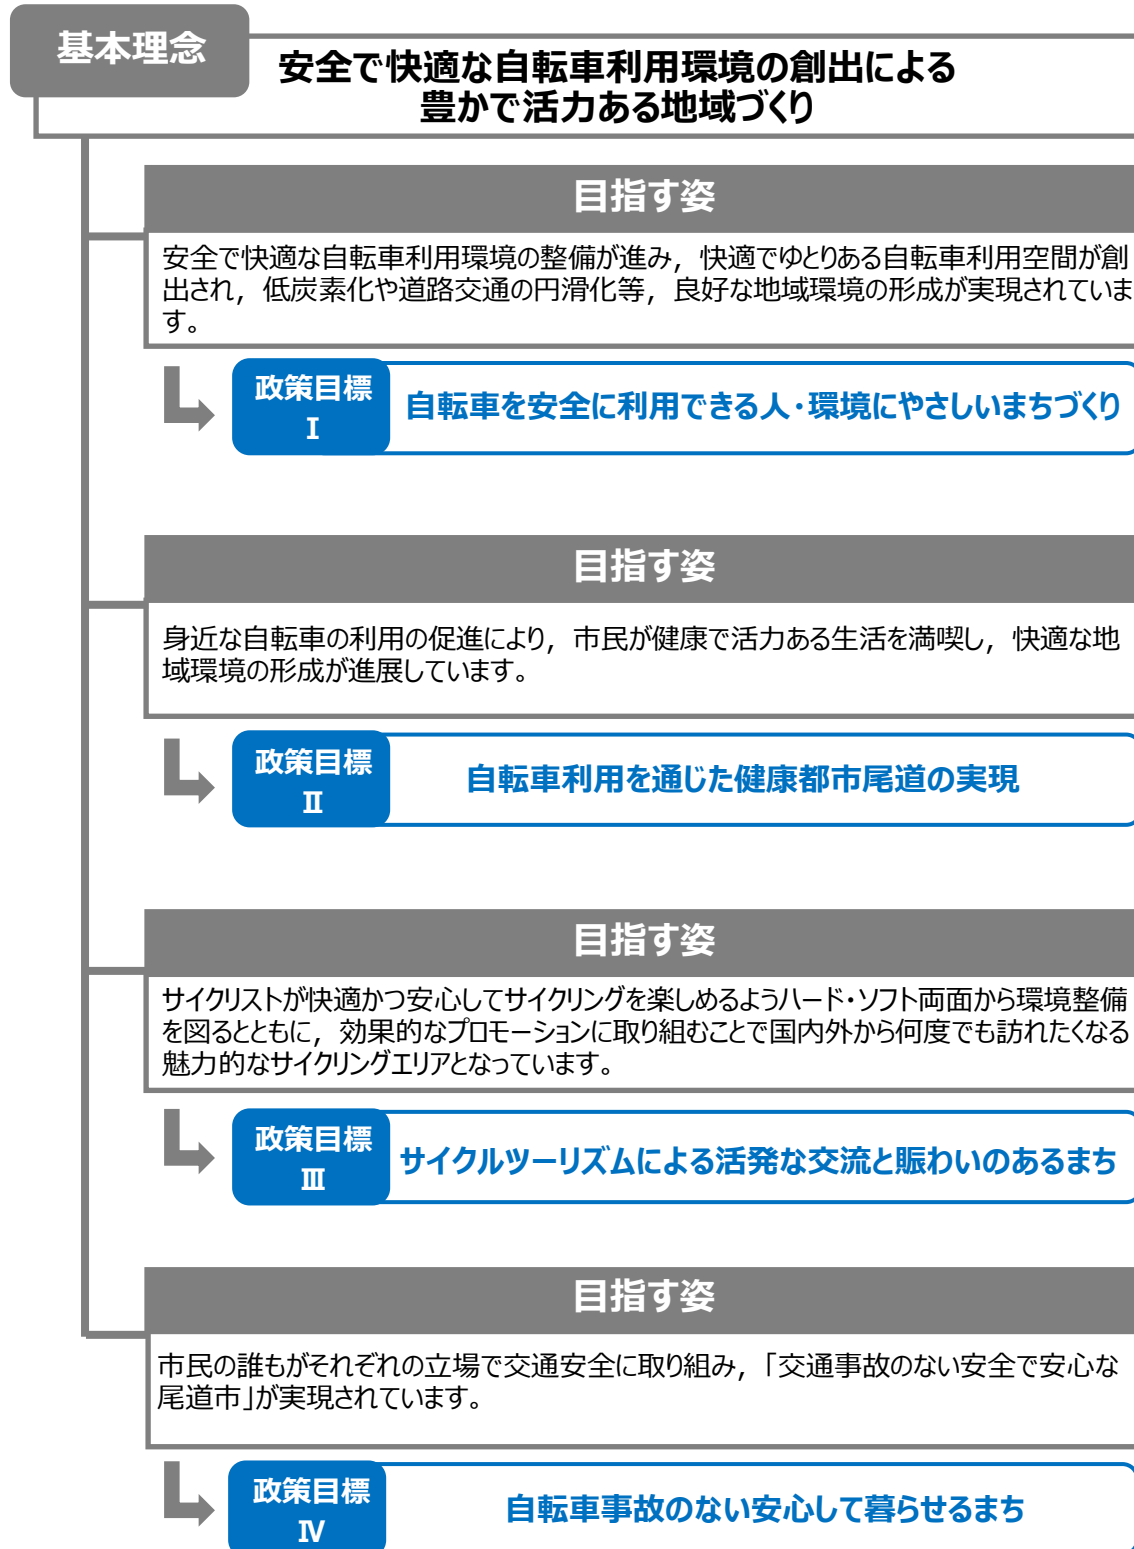 基本理念
安全で快適な自転車利用環境の創出による
豊かで活力ある地域づくり
目指す姿
安全で快適な自転車利用環境の整備が進み，快適でゆとりある自転車利用空間が創
出され，低炭素化や道路交通の円滑化等，良好な地域環境の形成が実現されていま
す。
政策目標
Ⅰ
自転車を安全に利用できる人・環境にやさしいまちづくり
目指す姿
身近な自転車の利用の促進により，市民が健康で活力ある生活を満喫し，快適な地
域環境の形成が進展しています。
政策目標
Ⅱ
自転車利用を通じた健康都市尾道の実現
目指す姿
サイクリストが快適かつ安心してサイクリングを楽しめるようハード・ソフト両面から環境整備
を図るとともに，効果的なプロモーションに取り組むことで国内外から何度でも訪れたくなる
魅力的なサイクリングエリアとなっています。
政策目標
Ⅲ
サイクルツーリズムによる活発な交流と賑わいのあるまち
目指す姿
市民の誰もがそれぞれの立場で交通安全に取り組み，「交通事故のない安全で安心な
尾道市」が実現されています。
政策目標
Ⅳ
自転車事故のない安心して暮らせるまち